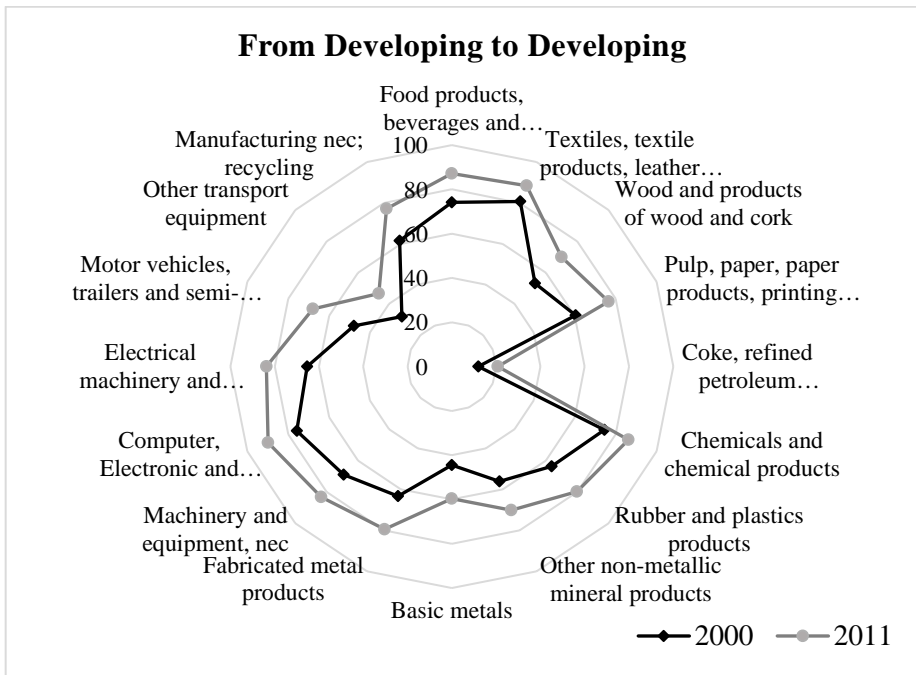 From Developing to Developing
Food products,
beverages and…
Textiles, textile
products, leather…
Wood and products
of wood and cork
Pulp, paper, paper
products, printing…
Coke, refined
petroleum…
Chemicals and
chemical products
Rubber and plastics
products
Other non-metallic
mineral products
Basic metals
Fabricated metal
products
Machinery and
equipment, nec
Computer,
Electronic and…
Electrical
machinery and…
Motor vehicles,
trailers and semi-…
Other transport
equipment
Manufacturing nec;
recycling
100
80
60
40
20
0
2000
2011